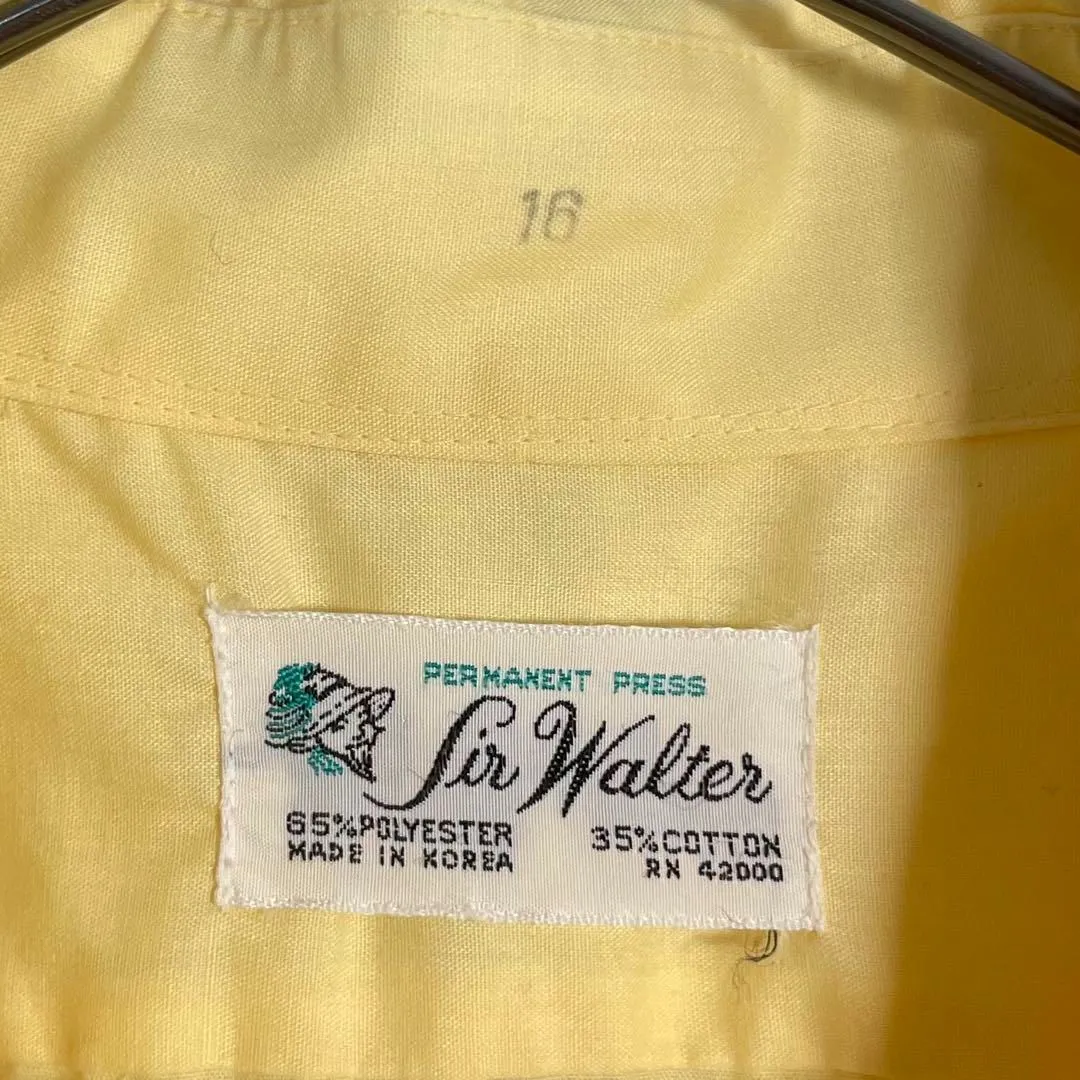 16
PERMANENT PRESS
Sir Walter
65%POLYESTER 35%COTTON
MADE IN KOREA RN 42000